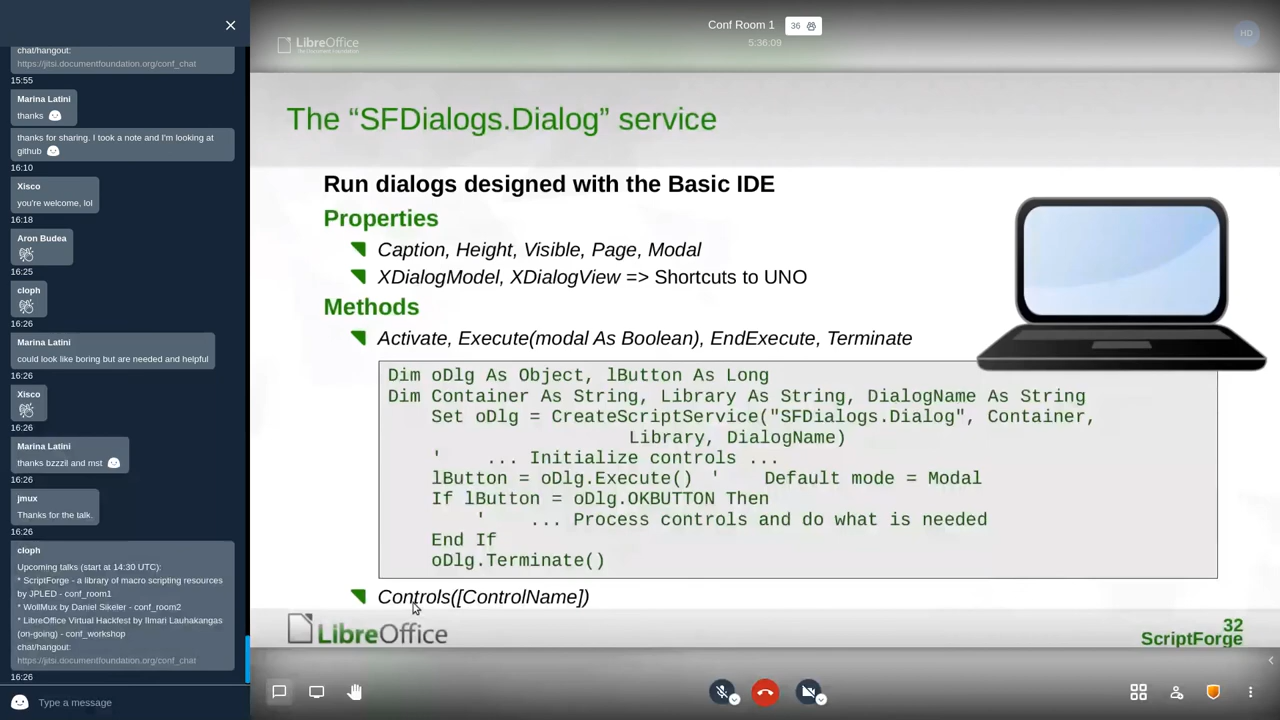 chat/hangout:
https://jitsi.documentfoundation.org/conf_chat
15:55
Marina Latini
thanks
thanks for sharing. I took a note and I'm looking at
github
16:10
Xisco
you're welcome, lol
16:18
Aron Budea
16:25
cloph
16:26
Marina Latini
could look like boring but are needed and helpful
16:26
Xisco
16:26
Marina Latini
thanks bzzzil and mst
16:26
jmux
Thanks for the talk.
16:26
cloph
Upcoming talks (start at 14:30 UTC):
* ScriptForge - a library of macro scripting resources
by JPLED - conf_room1
* WollMux by Daniel Sikeler - conf_room2
* LibreOffice Virtual Hackfest by Ilmari Lauhakangas
(on-going) - conf_workshop
chat/hangout:
https://jitsi.documentfoundation.org/conf_chat
16:26
Type a message
Conf Room 1
36
5:36:09
HD
LibreOffice
The Document Foundation
The “SFDialogs.Dialog” service
Run dialogs designed with the Basic IDE
Properties
Caption, Height, Visible, Page, Modal
XDialogModel, XDialogView => Shortcuts to UNO
Methods
Activate, Execute(modal As Boolean), EndExecute, Terminate
Dim oDlg As Object, lButton As Long
Dim Container As String, Library As String, DialogName As String
Set oDlg = CreateScriptService("SFDialogs.Dialog", Container,
Library, DialogName)
' ... Initialize controls ...
lButton = oDlg.Execute() ' Default mode = Modal
If lButton = oDlg.OKBUTTON Then
' ... Process controls and do what is needed
End If
oDlg.Terminate()
Controls([ControlName])
LibreOffice
32
ScriptForge